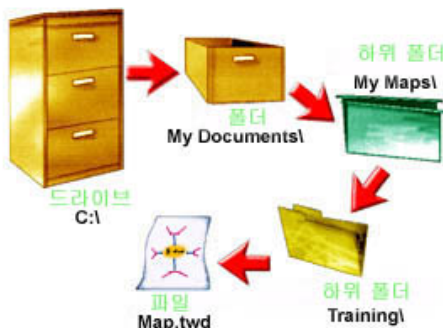 드라이브
C:\
폴더
My Documents\
하위 폴더
My Maps\
하위 폴더
Training\
파일
Map.twd